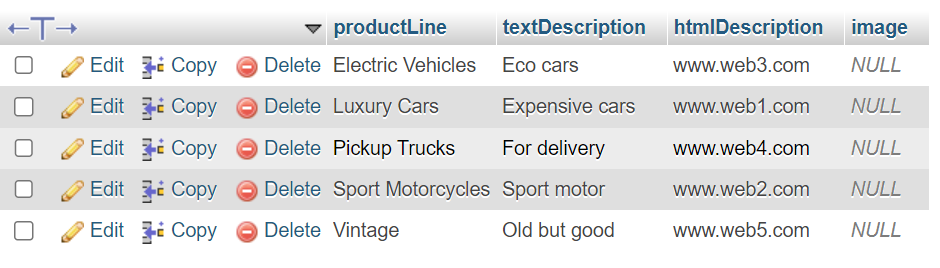 productLine textDescription htmlDescription image
Edit Copy Delete Electric Vehicles Eco cars www.web3.com NULL
Edit Copy Delete Luxury Cars Expensive cars www.web1.com NULL
Edit Copy Delete Pickup Trucks For delivery www.web4.com NULL
Edit Copy Delete Sport Motorcycles Sport motor www.web2.com NULL
Edit Copy Delete Vintage Old but good www.web5.com NULL